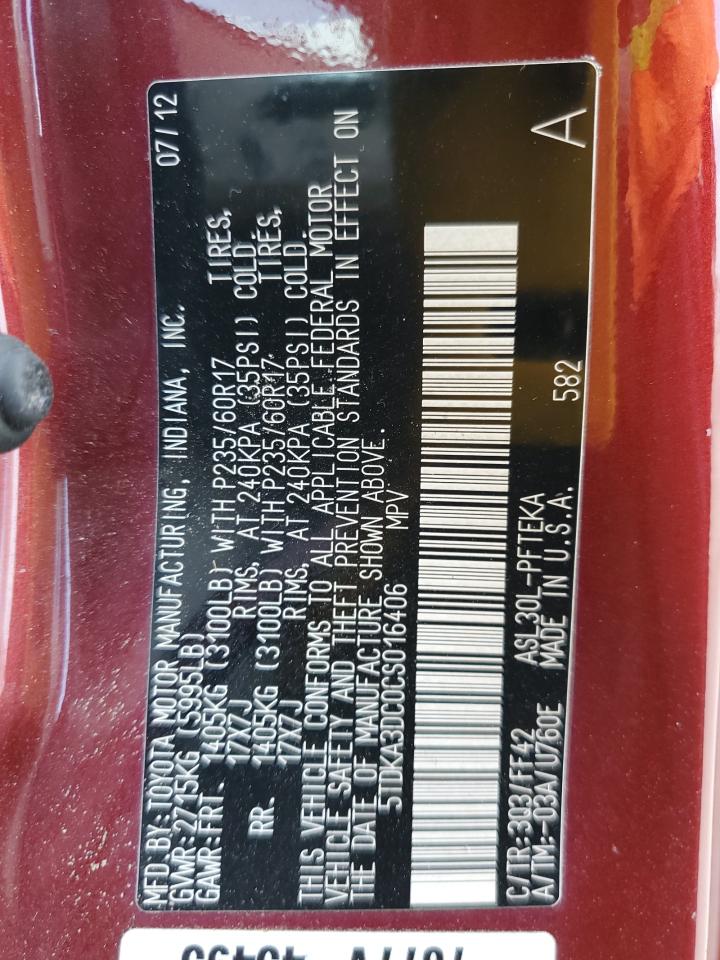 MFD.BY:TOYOTA MOTOR MANUFACTURING, INDIANA, INC. 07/12
GVWR:2715KG (5995LB)
GAWR:FRT. 1405KG (3100LB) WITH P235/60R17 TIRES,
17X7J RIMS, AT 240KPA (35PSI) COLD.
RR. 1405KG (3100LB) WITH P235/60R17 TIRES,
17X7J RIMS, AT 240KPA (35PSI) COLD.
THIS VEHICLE CONFORMS TO ALL APPLICABLE FEDERAL MOTOR
VEHICLE SAFETY AND THEFT PREVENTION STANDARDS IN EFFECT ON
THE DATE OF MANUFACTURE SHOWN ABOVE.
5TDKA3DC0CS016406 MPV
C/TR:3Q3/FF42 ASL30L-PFTEKA 582
A/TM:-03A/U760E MADE IN U.S.A. A